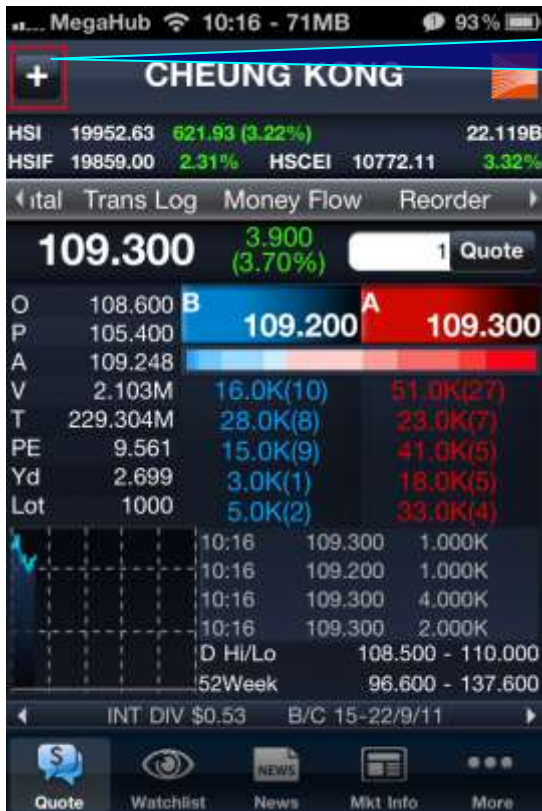 MegaHub 10:16 - 71MB 93%
+ CHEUNG KONG
HSI 19952.63 621.93 (3.22%) 22.119B
HSIF 19859.00 2.31% HSCEI 10772.11 3.32%
ital Trans Log Money Flow Reorder
109.300 3.900 (3.70%) 1 Quote
O 108.600 B 109.200 A 109.300
P 105.400
A 109.248
V 2.103M 16.0K(10) 51.0K(27)
T 229.304M 28.0K(8) 23.0K(7)
PE 9.561 15.0K(9) 41.0K(5)
Yd 2.699 3.0K(1) 18.0K(5)
Lot 1000 5.0K(2) 33.0K(4)
10:16 109.300 1.000K
10:16 109.200 1.000K
10:16 109.300 4.000K
10:16 109.300 2.000K
D Hi/Lo 108.500 - 110.000
52Week 96.600 - 137.600
INT DIV $0.53 B/C 15-22/9/11
S NEWS
Quote Watchlist News Mkt Info More